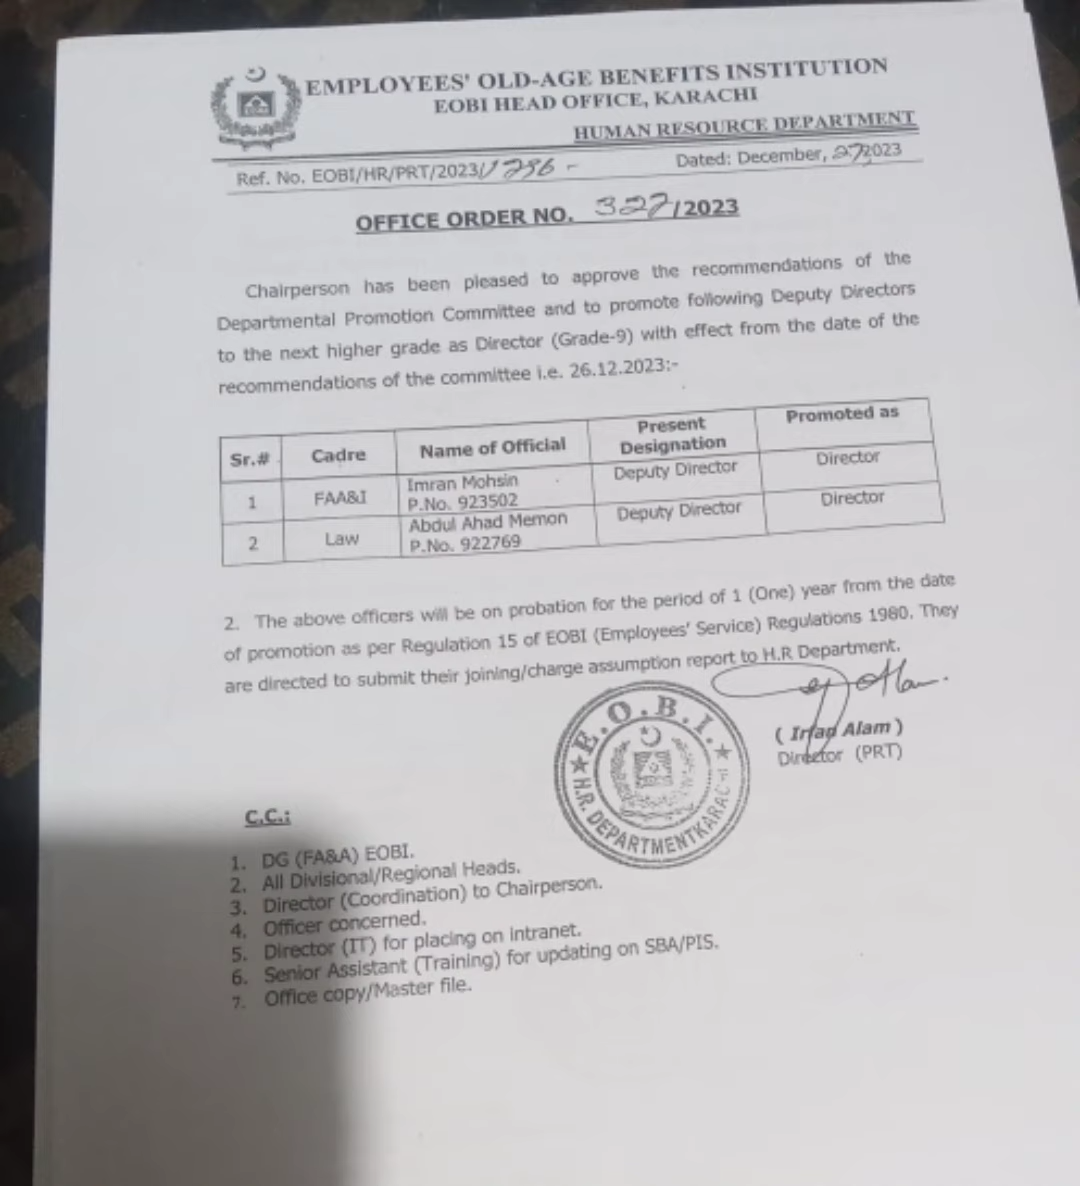 EMPLOYEES' OLD-AGE BENEFITS INSTITUTION
EOBI HEAD OFFICE, KARACHI
HUMAN RESOURCE DEPARTMENT
Ref. No. EOBI/HR/PRT/2023/1786 -
Dated: December, 27, 2023
OFFICE ORDER NO. 327/2023
Chairperson has been pleased to approve the recommendations of the
Departmental Promotion Committee and to promote following Deputy Directors
to the next higher grade as Director (Grade-9) with effect from the date of the
recommendations of the committee i.e. 26.12.2023:-
Sr.# Cadre Name of Official Present Designation Promoted as
1 FAA&I Imran Mohsin P.No. 923502 Deputy Director Director
2 Law Abdul Ahad Memon P.No. 922769 Deputy Director Director
2. The above officers will be on probation for the period of 1 (One) year from the date
of promotion as per Regulation 15 of EOBI (Employees' Service) Regulations 1980. They
are directed to submit their joining/charge assumption report to H.R Department.
( Irfan Alam )
Director (PRT)
E.O.B.I.
H.R. DEPARTMENT KARACHI
C.C.:
1. DG (FA&A) EOBI.
2. All Divisional/Regional Heads.
3. Director (Coordination) to Chairperson.
4. Officer concerned.
5. Director (IT) for placing on intranet.
6. Senior Assistant (Training) for updating on SBA/PIS.
7. Office copy/Master file.